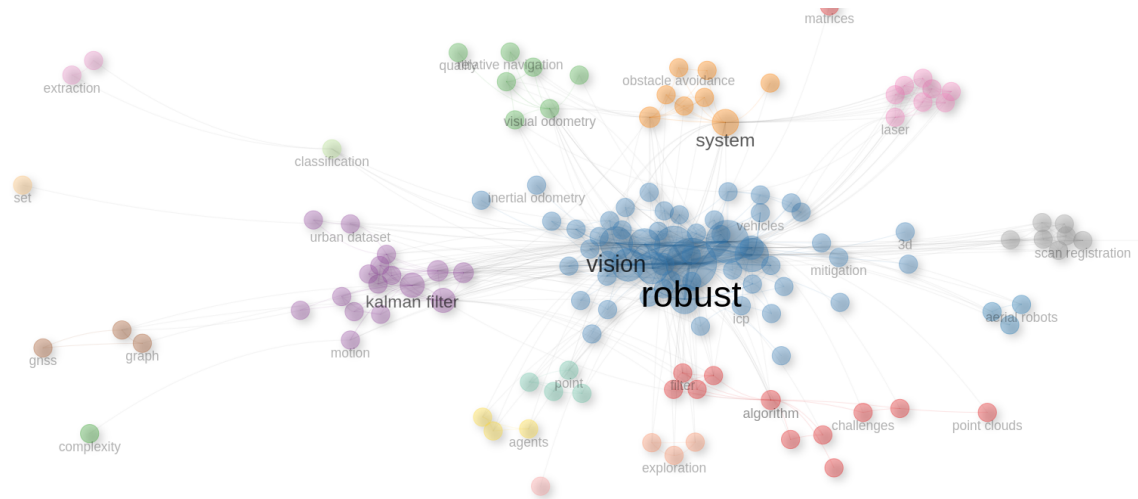 matrices
quality
relative navigation
obstacle avoidance
extraction
visual odometry
laser
system
classification
set
inertial odometry
vehicles
urban dataset
3d
scan registration
vision
mitigation
robust
kalman filter
icp
aerial robots
motion
graph
gnss
point
filter
algorithm
challenges
point clouds
agents
complexity
exploration